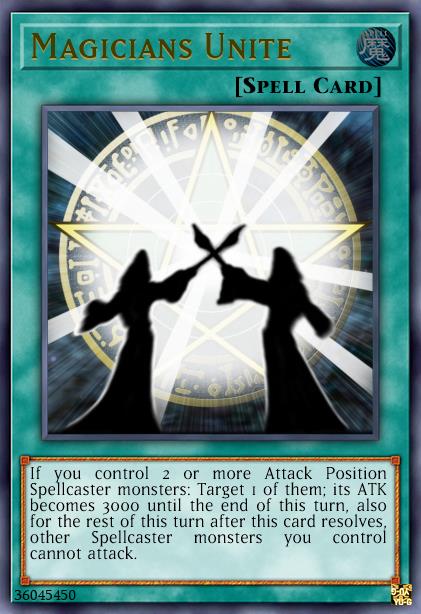 Magicians Unite
魔
[Spell Card]
If you control 2 or more Attack Position
Spellcaster monsters: Target 1 of them; its ATK
becomes 3000 until the end of this turn, also
for the rest of this turn after this card resolves,
other Spellcaster monsters you control
cannot attack.
36045450